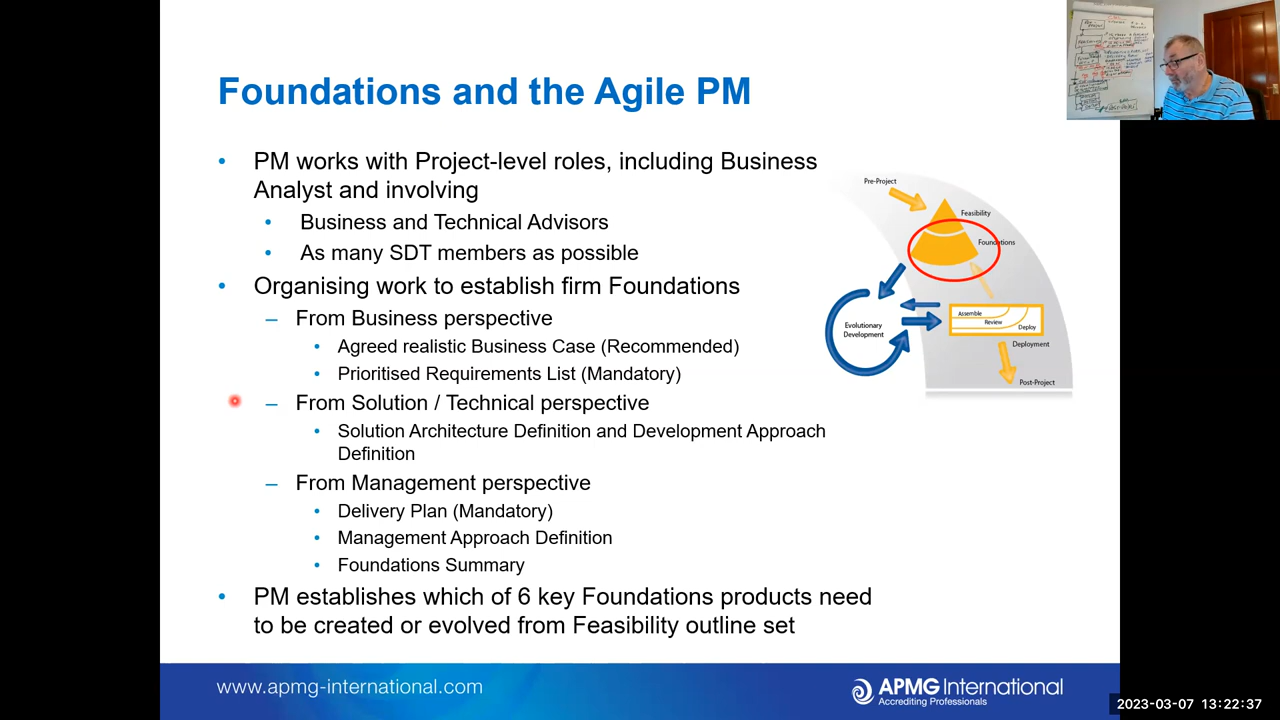 Foundations and the Agile PM
• PM works with Project-level roles, including Business
Analyst and involving
• Business and Technical Advisors
• As many SDT members as possible
• Organising work to establish firm Foundations
– From Business perspective
• Agreed realistic Business Case (Recommended)
• Prioritised Requirements List (Mandatory)
– From Solution / Technical perspective
• Solution Architecture Definition and Development Approach
Definition
– From Management perspective
• Delivery Plan (Mandatory)
• Management Approach Definition
• Foundations Summary
• PM establishes which of 6 key Foundations products need
to be created or evolved from Feasibility outline set
Pre-Project
Feasibility
Foundations
Evolutionary
Development
Assemble
Review
Deploy
Deployment
Post-Project
www.apmg-international.com
APMG International
Accrediting Professionals
2023-03-07 13:22:37